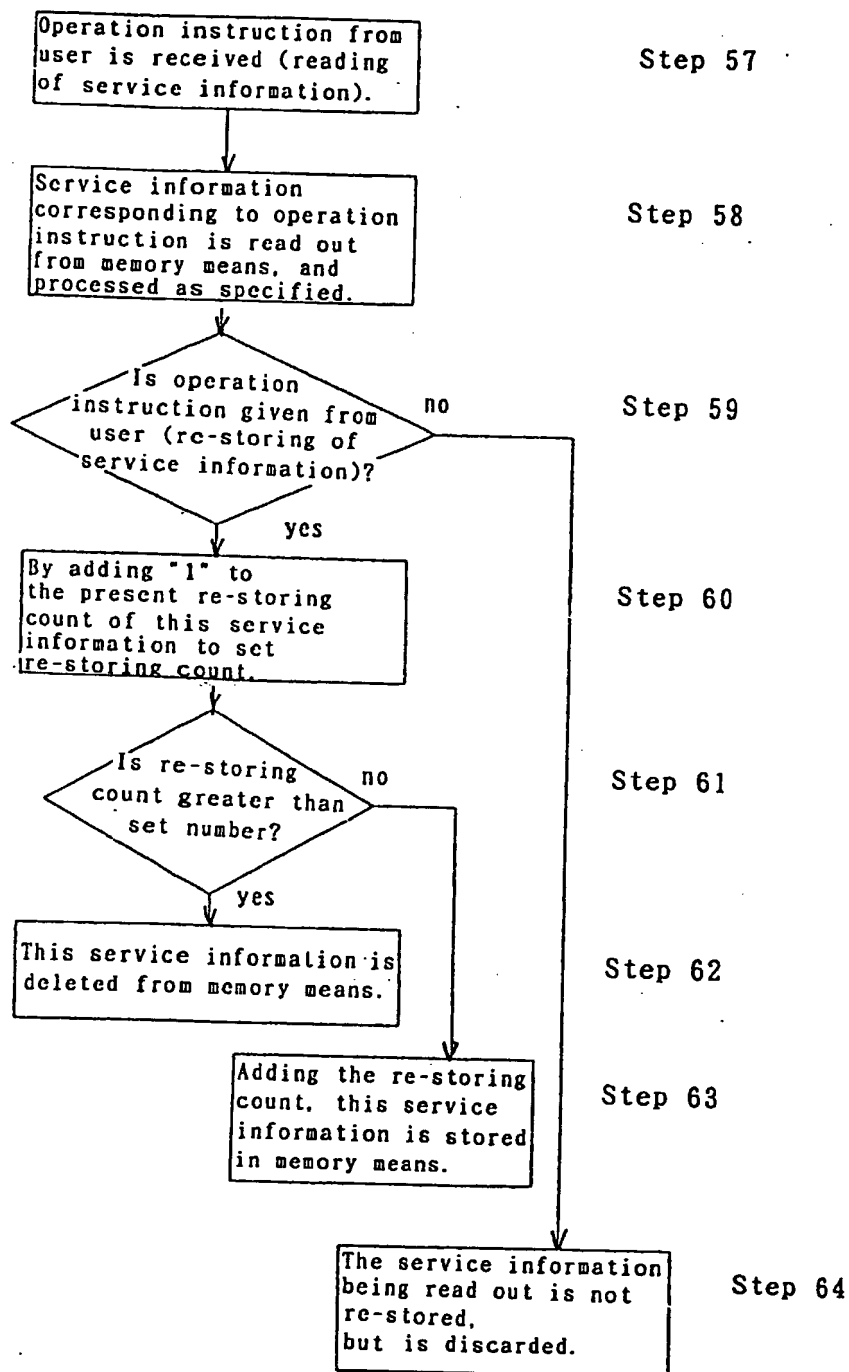 Operation instruction from
user is received (reading
of service information).
Step 57
Service information
corresponding to operation
instruction is read out
from memory means, and
processed as specified.
Step 58
Is operation
instruction given from
user (re-storing of
service information)?
no
Step 59
yes
By adding "1" to
the present re-storing
count of this service
information to set
re-storing count.
Step 60
Is re-storing
count greater than
set number?
no
Step 61
yes
This service information is
deleted from memory means.
Step 62
Adding the re-storing
count, this service
information is stored
in memory means.
Step 63
The service information
being read out is not
re-stored,
but is discarded.
Step 64